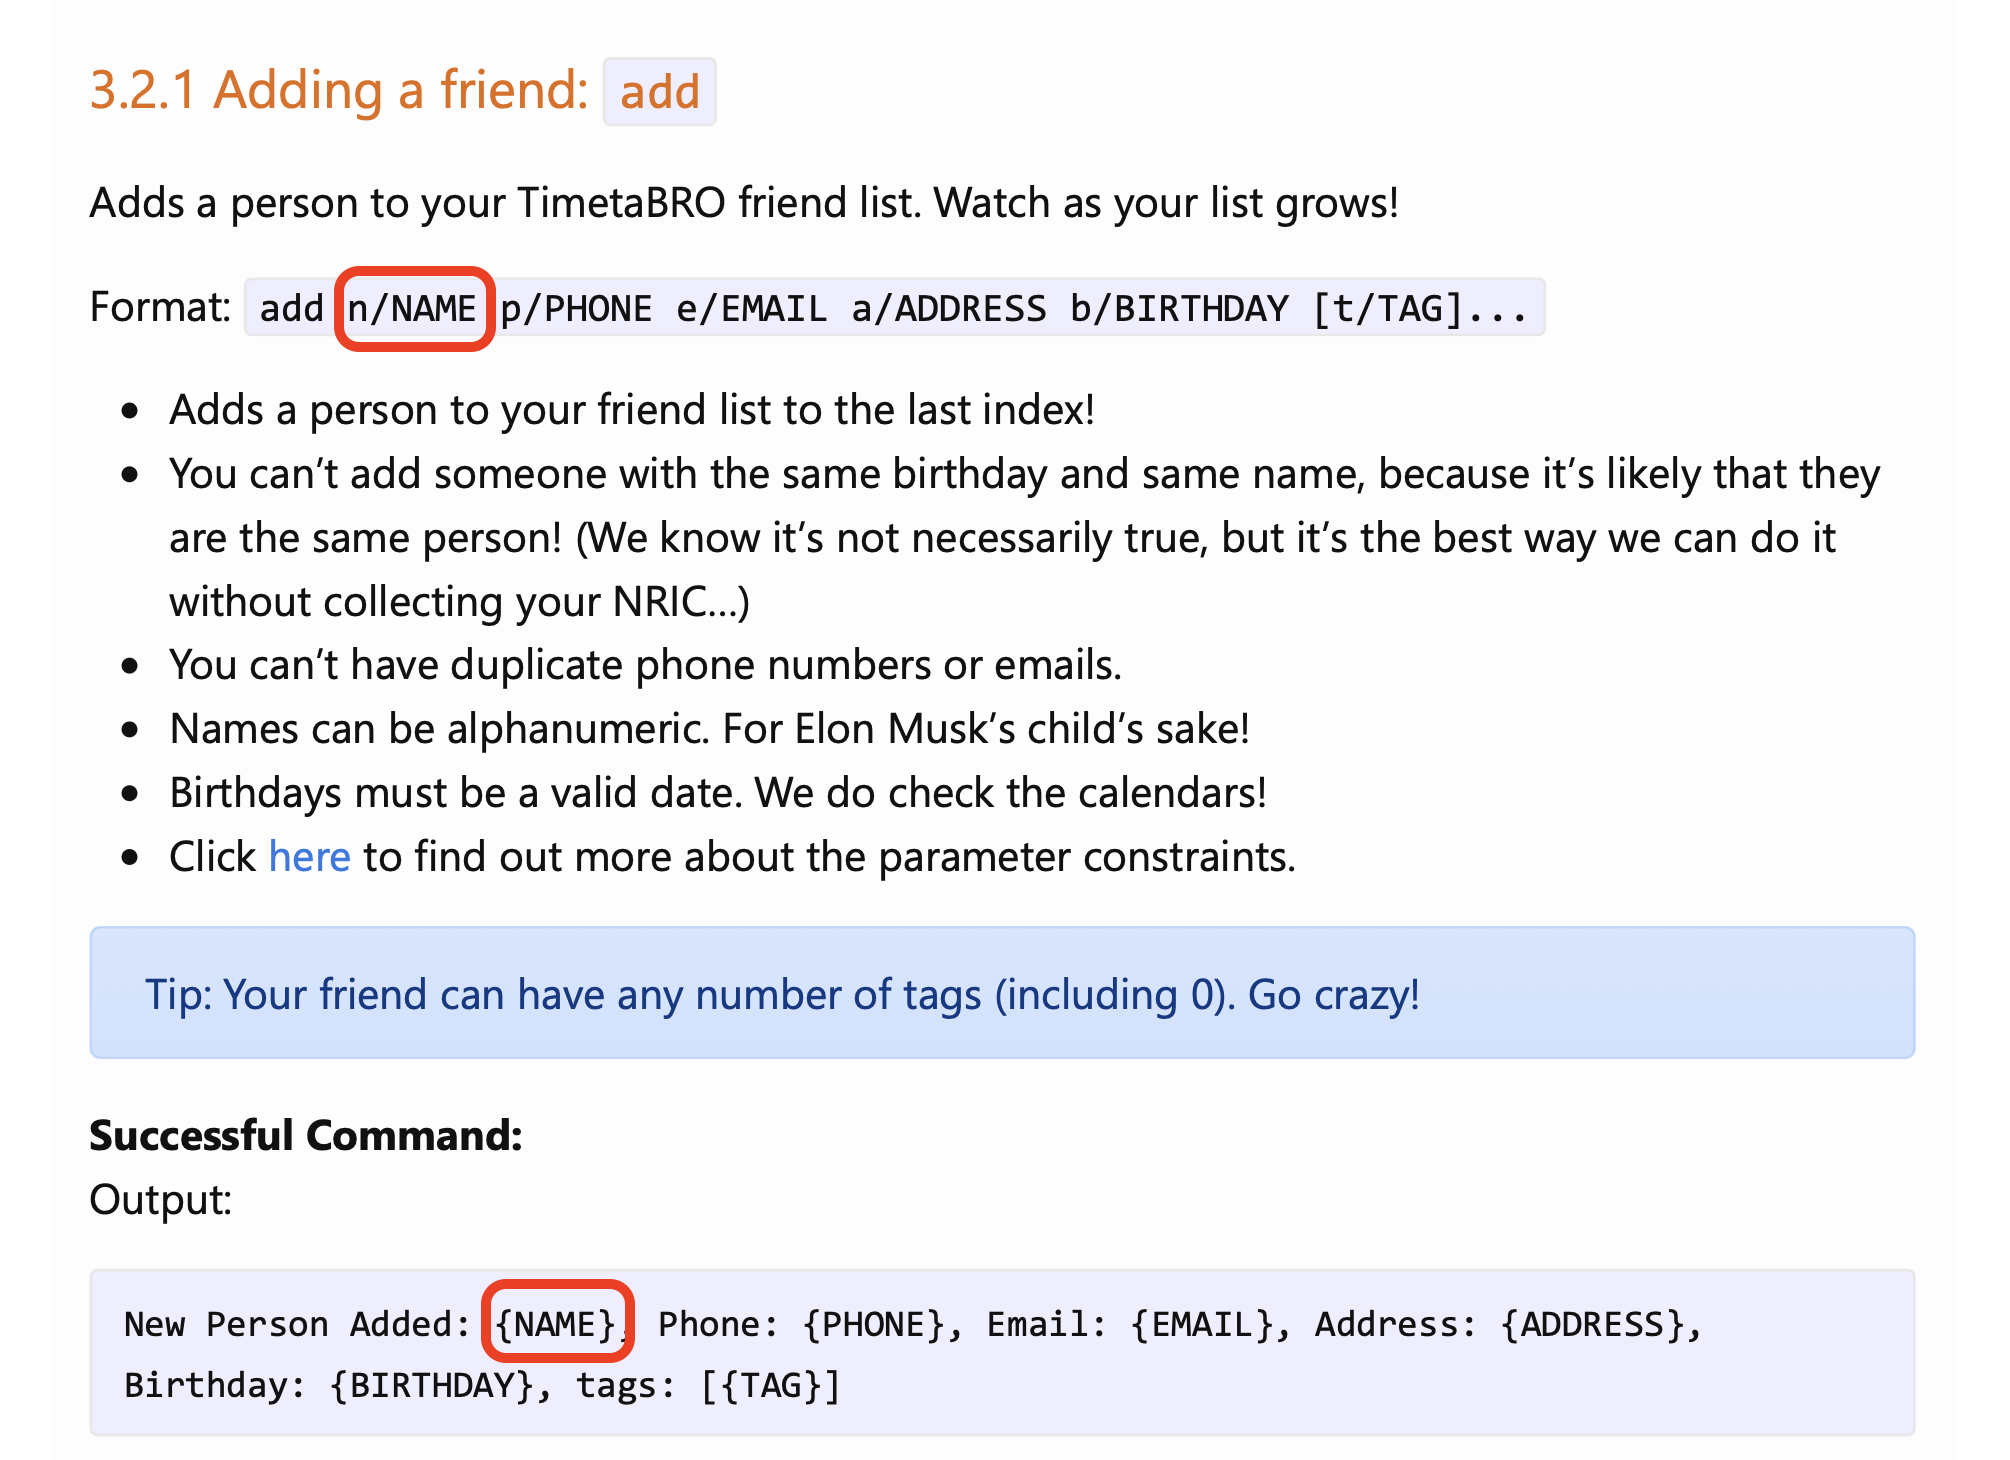 3.2.1 Adding a friend: add
Adds a person to your TimetaBRO friend list. Watch as your list grows!
Format: add n/NAME p/PHONE e/EMAIL a/ADDRESS b/BIRTHDAY [t/TAG]...
• Adds a person to your friend list to the last index!
• You can’t add someone with the same birthday and same name, because it’s likely that they
are the same person! (We know it’s not necessarily true, but it’s the best way we can do it
without collecting your NRIC…)
• You can’t have duplicate phone numbers or emails.
• Names can be alphanumeric. For Elon Musk’s child’s sake!
• Birthdays must be a valid date. We do check the calendars!
• Click here to find out more about the parameter constraints.
Tip: Your friend can have any number of tags (including 0). Go crazy!
Successful Command:
Output:
New Person Added: {NAME}, Phone: {PHONE}, Email: {EMAIL}, Address: {ADDRESS},
Birthday: {BIRTHDAY}, tags: [{TAG}]